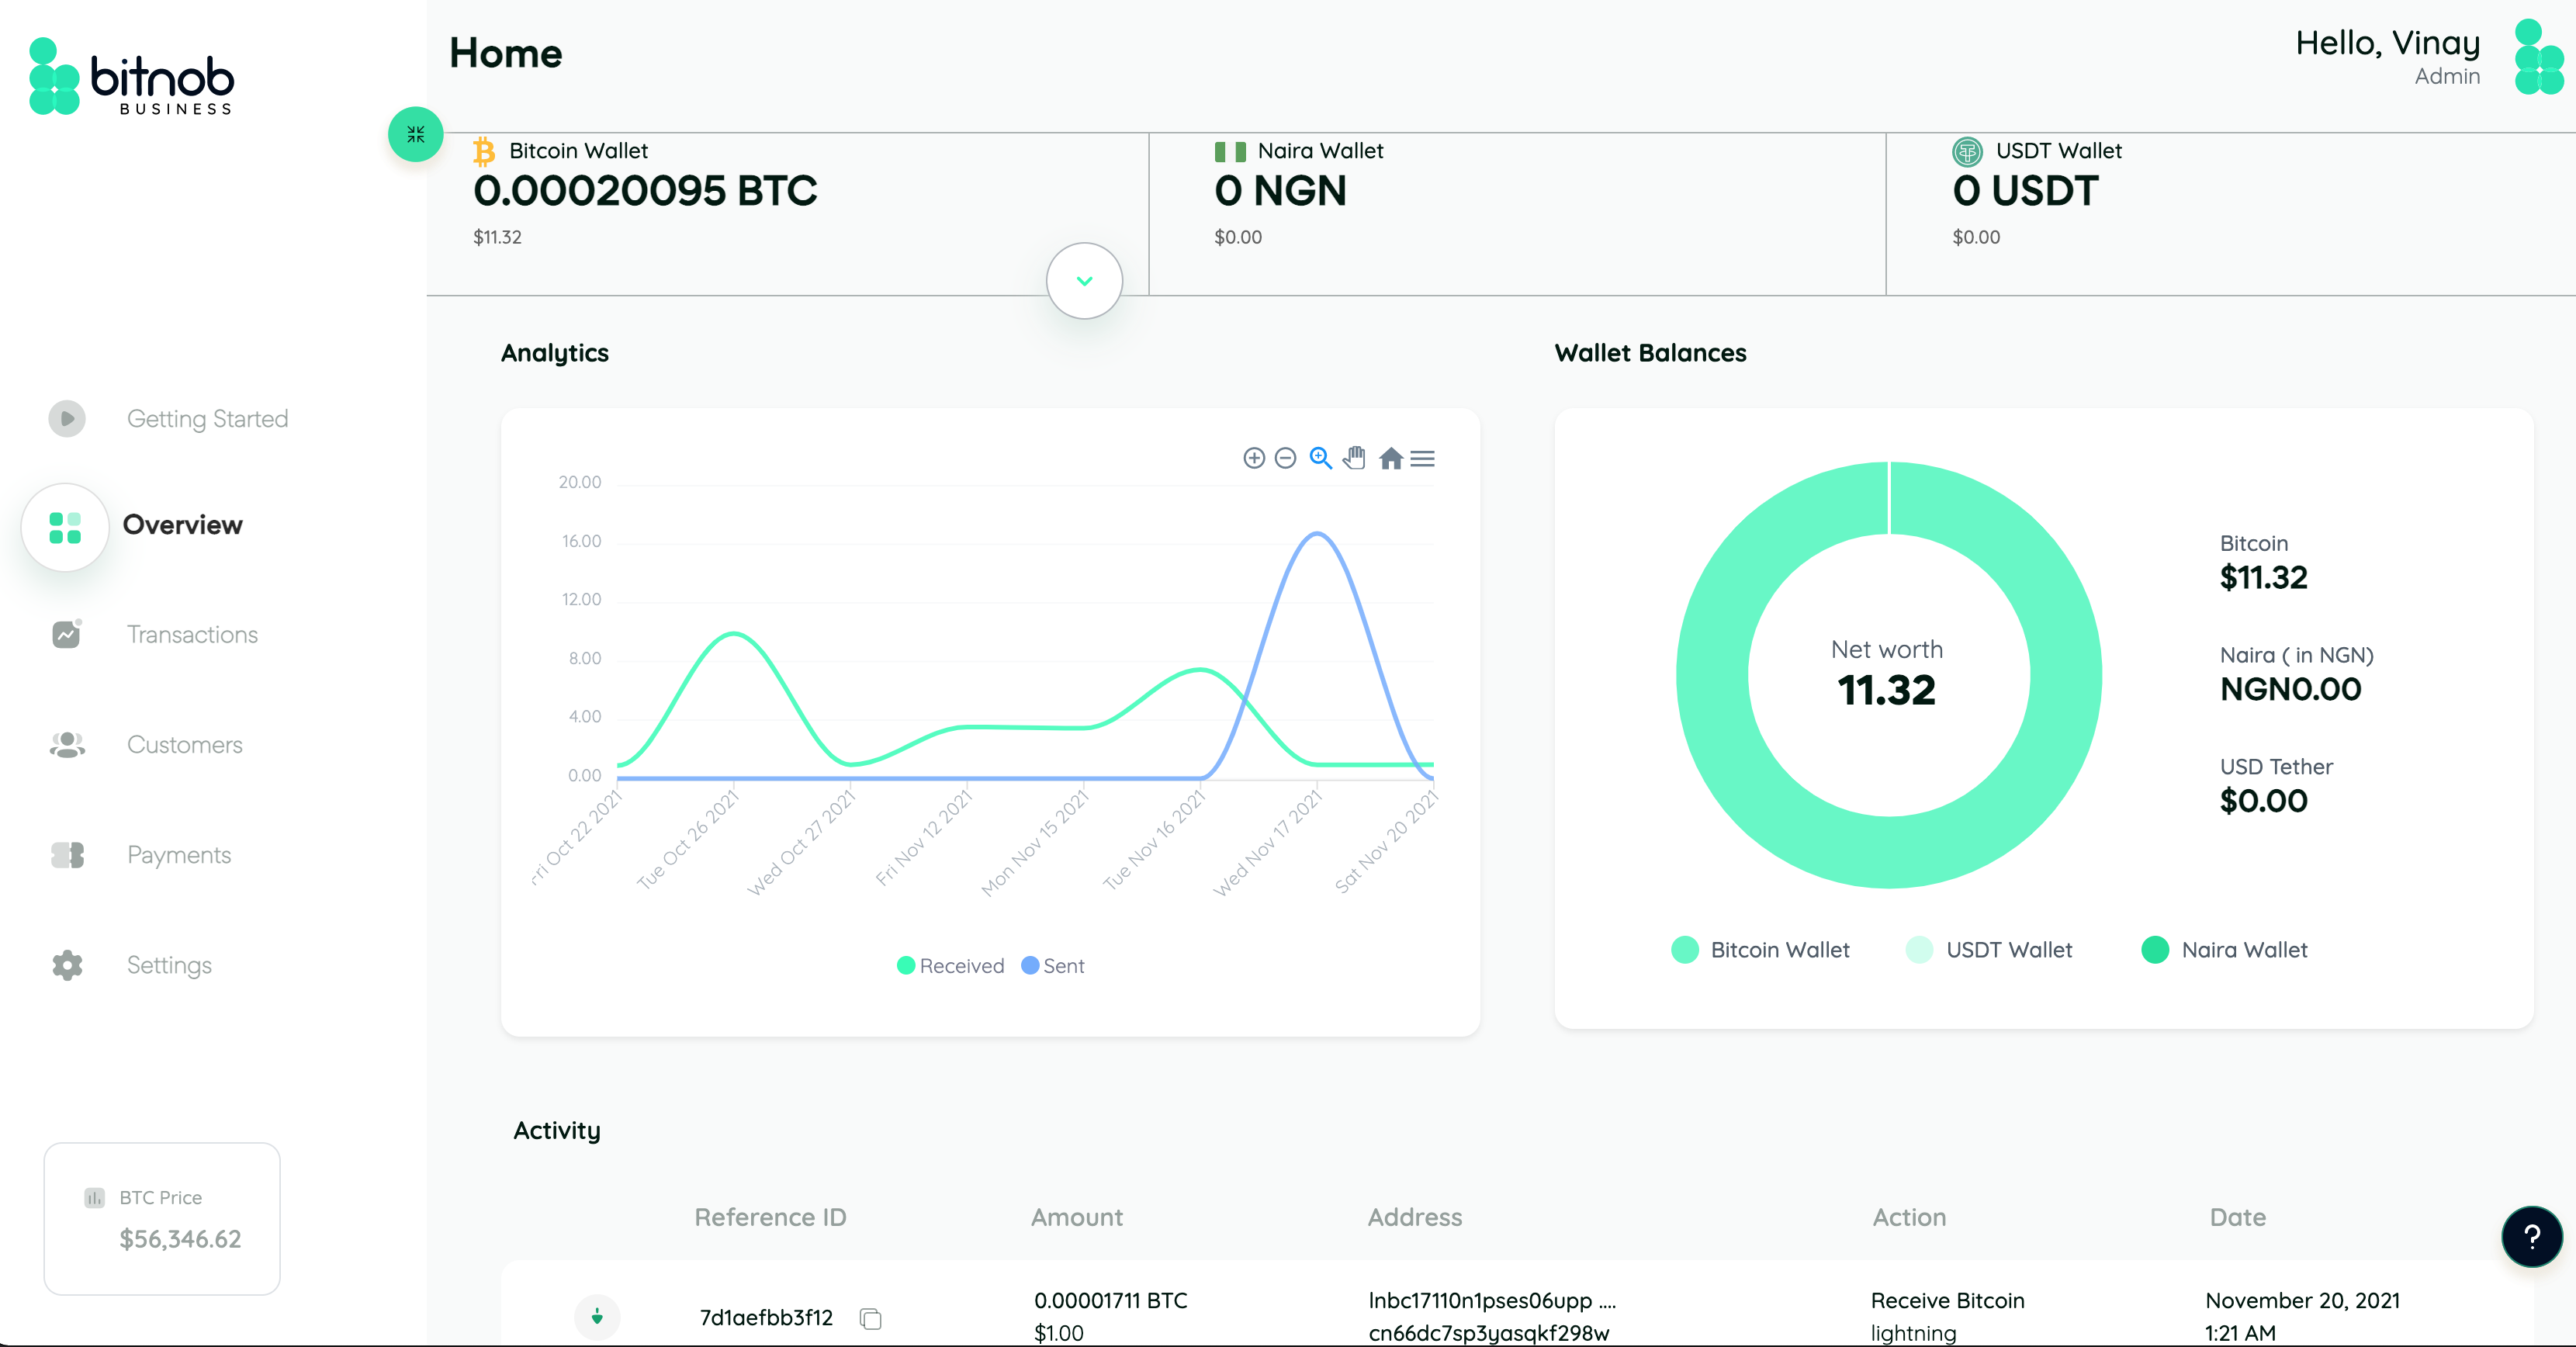 bitnob
BUSINESS
Home
Hello, Vinay
Admin
Bitcoin Wallet
0.00020095 BTC
$11.32
Naira Wallet
0 NGN
$0.00
USDT Wallet
0 USDT
$0.00
Getting Started
Overview
Transactions
Customers
Payments
Settings
BTC Price
$56,346.62
Analytics
20.00
16.00
12.00
8.00
4.00
0.00
Fri Oct 22 2021
Tue Oct 26 2021
Wed Oct 27 2021
Fri Nov 12 2021
Mon Nov 15 2021
Tue Nov 16 2021
Wed Nov 17 2021
Sat Nov 20 2021
Received
Sent
Wallet Balances
Net worth
11.32
Bitcoin
$11.32
Naira ( in NGN)
NGN0.00
USD Tether
$0.00
Bitcoin Wallet
USDT Wallet
Naira Wallet
Activity
Reference ID
Amount
Address
Action
Date
7d1aefbb3f12
0.00001711 BTC
$1.00
lnbc17110n1pses06upp ....
cn66dc7sp3yasqkf298w
Receive Bitcoin
lightning
November 20, 2021
1:21 AM
?